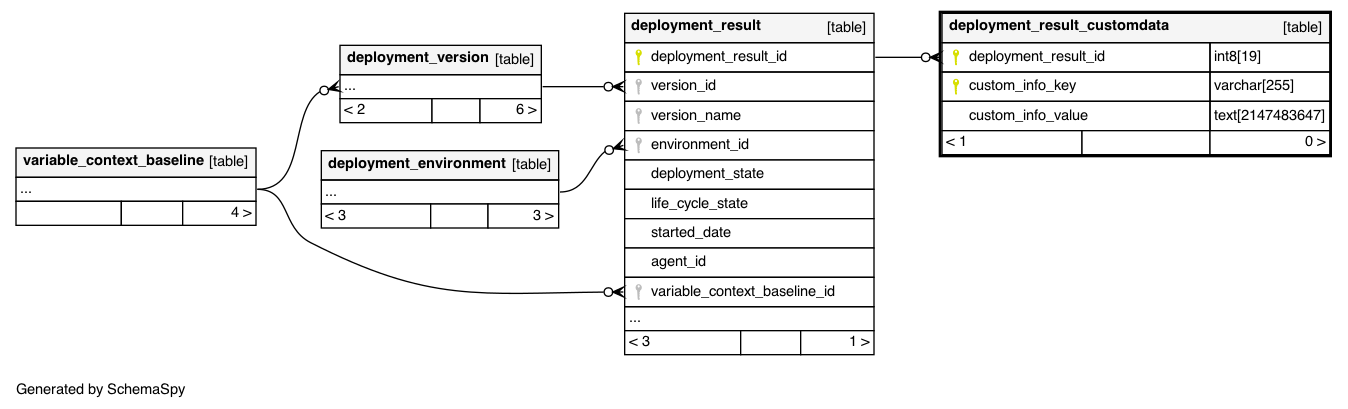 variable_context_baseline [table]
...
4 >
deployment_version [table]
...
< 2 6 >
deployment_environment [table]
...
< 3 3 >
deployment_result [table]
deployment_result_id
version_id
version_name
environment_id
deployment_state
life_cycle_state
started_date
agent_id
variable_context_baseline_id
...
< 3 1 >
deployment_result_customdata [table]
deployment_result_id int8[19]
custom_info_key varchar[255]
custom_info_value text[2147483647]
< 1 0 >
Generated by SchemaSpy